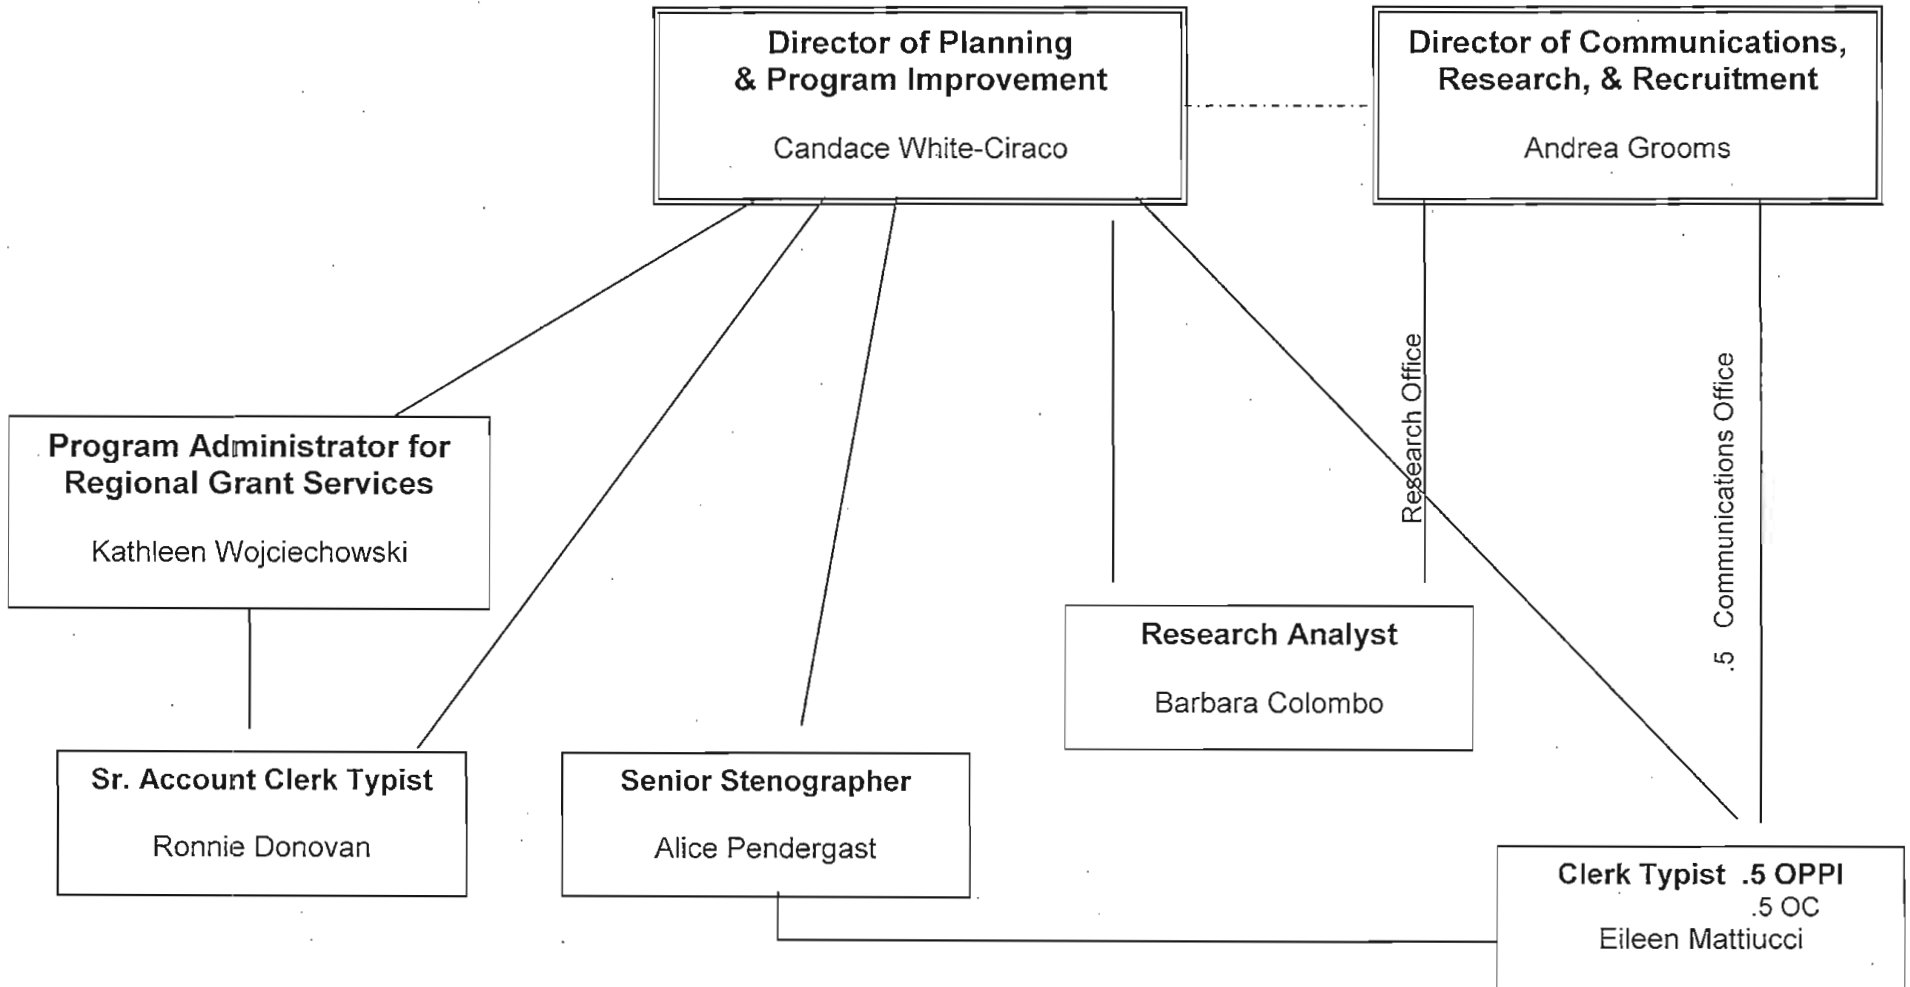 Director of Planning
& Program Improvement
Candace White-Ciraco
Director of Communications,
Research, & Recruitment
Andrea Grooms
Research Office
.5 Communications Office
Program Administrator for
Regional Grant Services
Kathleen Wojciechowski
Research Analyst
Barbara Colombo
Sr. Account Clerk Typist
Ronnie Donovan
Senior Stenographer
Alice Pendergast
Clerk Typist .5 OPPI
.5 OC
Eileen Mattiucci